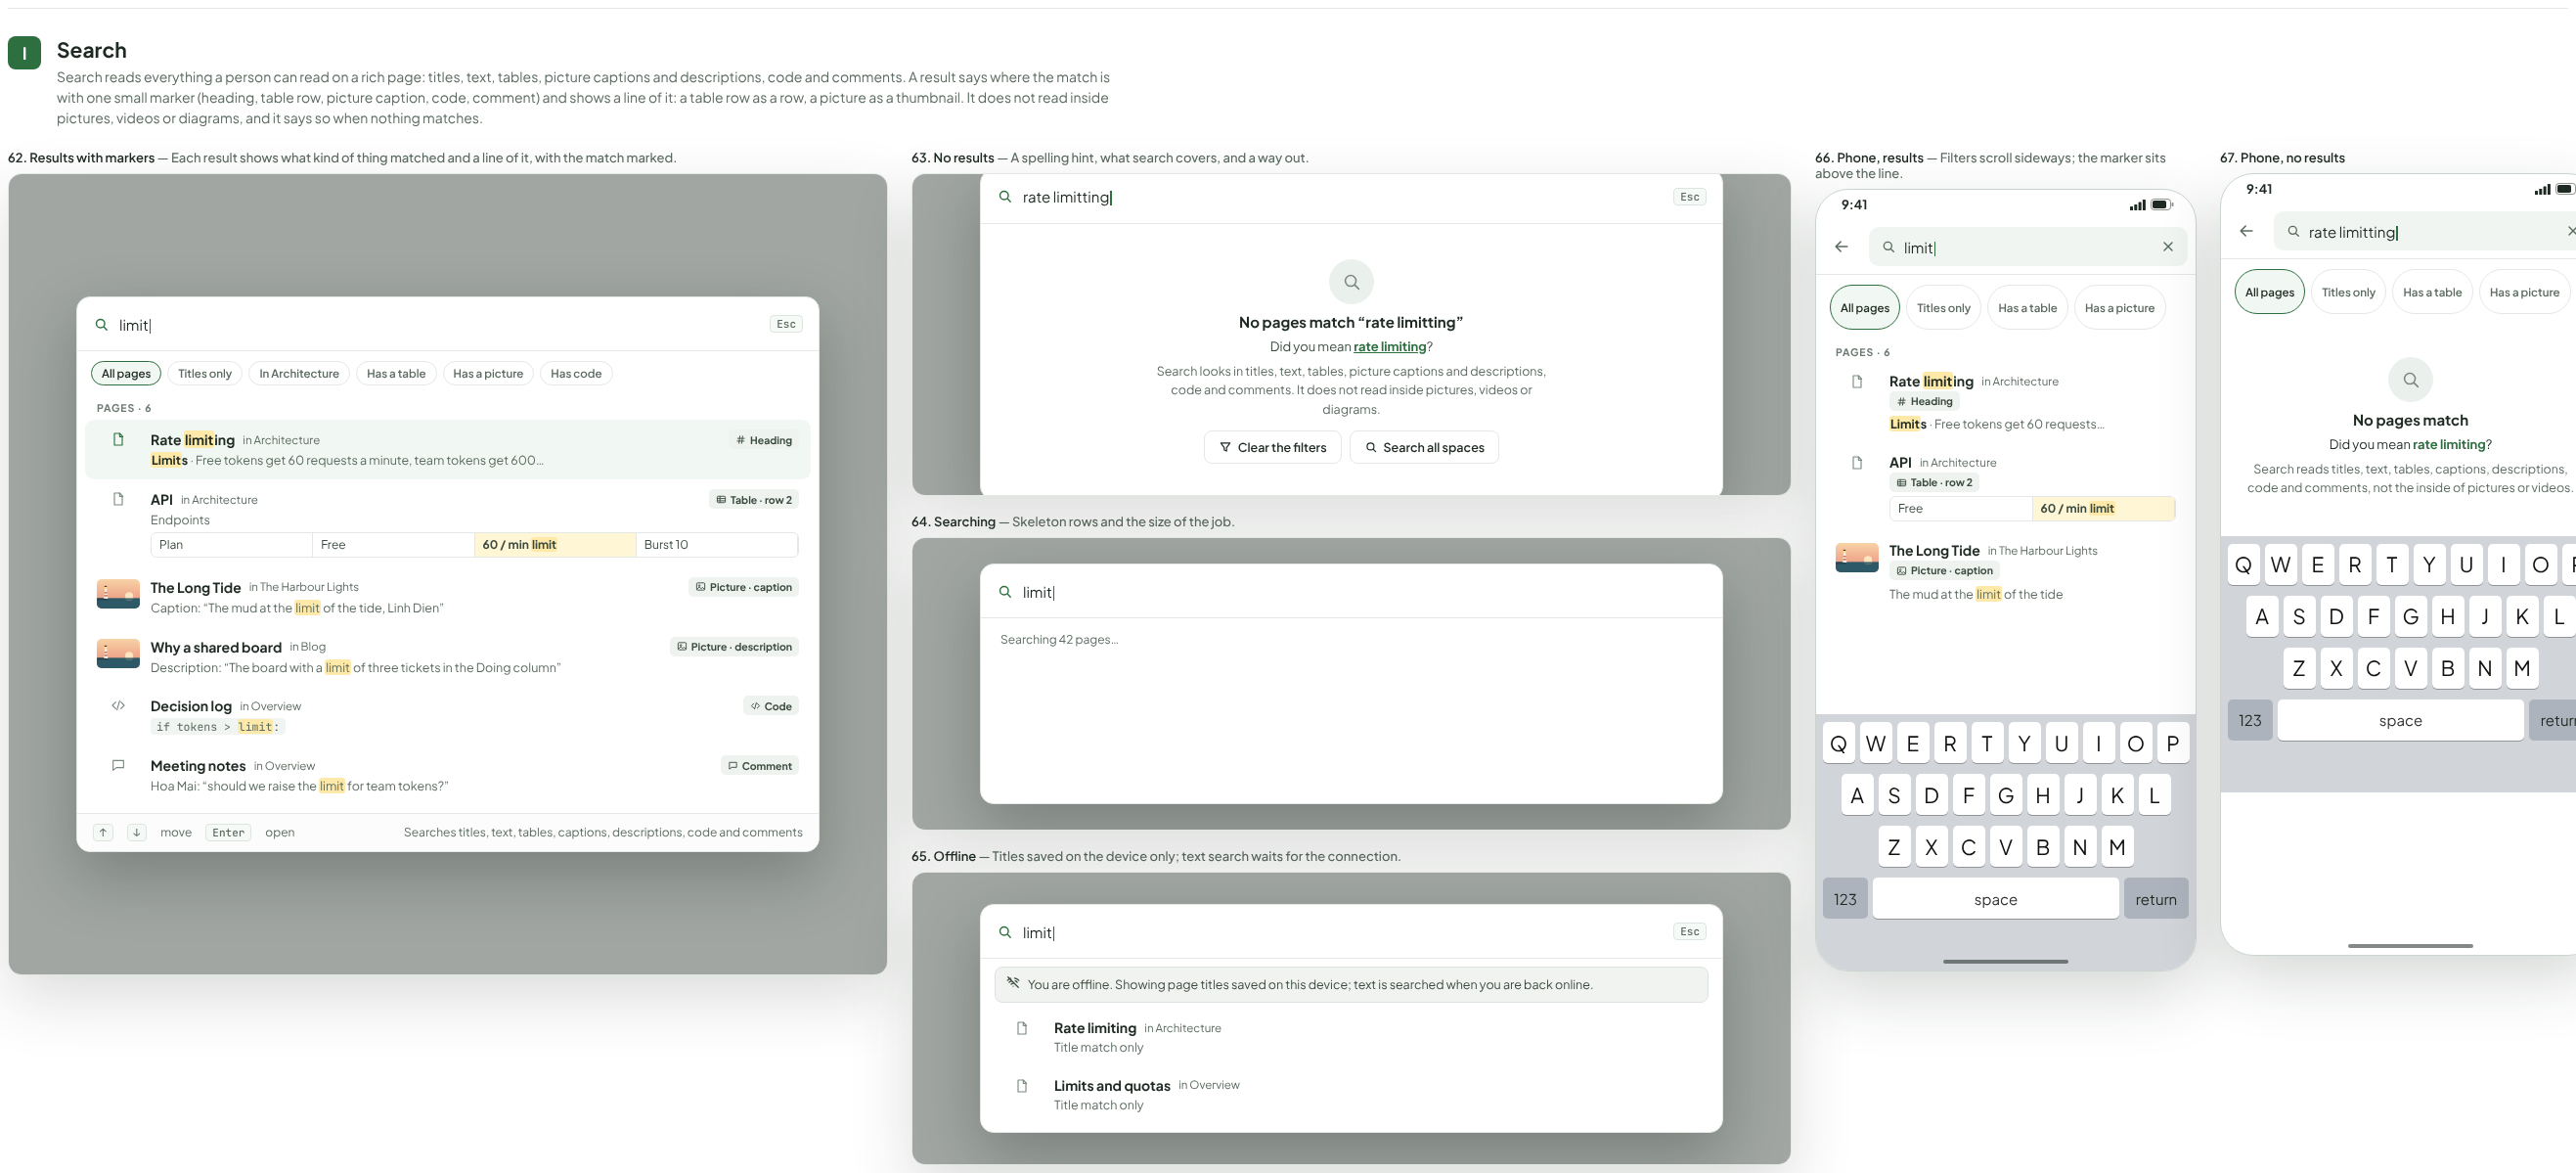 I
Search
Search reads everything a person can read on a rich page: titles, text, tables, picture captions and descriptions, code and comments. A result says where the match is
with one small marker (heading, table row, picture caption, code, comment) and shows a line of it: a table row as a row, a picture as a thumbnail. It does not read inside
pictures, videos or diagrams, and it says so when nothing matches.
62. Results with markers — Each result shows what kind of thing matched and a line of it, with the match marked.
limit
Esc
All pages Titles only In Architecture Has a table Has a picture Has code
PAGES · 6
Rate limiting in Architecture # Heading
Limits · Free tokens get 60 requests a minute, team tokens get 600…
API in Architecture Table · row 2
Endpoints
Plan Free 60 / min limit Burst 10
The Long Tide in The Harbour Lights Picture · caption
Caption: “The mud at the limit of the tide, Linh Dien”
Why a shared board in Blog Picture · description
Description: “The board with a limit of three tickets in the Doing column”
Decision log in Overview Code
if tokens > limit:
Meeting notes in Overview Comment
Hoa Mai: “should we raise the limit for team tokens?”
↑ ↓ move Enter open Searches titles, text, tables, captions, descriptions, code and comments
63. No results — A spelling hint, what search covers, and a way out.
rate limitting Esc
No pages match “rate limitting”
Did you mean rate limiting?
Search looks in titles, text, tables, picture captions and descriptions,
code and comments. It does not read inside pictures, videos or
diagrams.
Clear the filters Search all spaces
64. Searching — Skeleton rows and the size of the job.
limit
Searching 42 pages…
65. Offline — Titles saved on the device only; text search waits for the connection.
limit Esc
You are offline. Showing page titles saved on this device; text is searched when you are back online.
Rate limiting in Architecture
Title match only
Limits and quotas in Overview
Title match only
66. Phone, results — Filters scroll sideways; the marker sits
above the line.
9:41
limit
All pages Titles only Has a table Has a picture
PAGES · 6
Rate limiting in Architecture
# Heading
Limits · Free tokens get 60 requests…
API in Architecture
Table · row 2
Free 60 / min limit
The Long Tide in The Harbour Lights
Picture · caption
The mud at the limit of the tide
Q W E R T Y U I O P
A S D F G H J K L
Z X C V B N M
123 space return
67. Phone, no results
9:41
rate limitting
All pages Titles only Has a table Has a picture
No pages match
Did you mean rate limiting?
Search reads titles, text, tables, captions, descriptions,
code and comments, not the inside of pictures or videos.
Q W E R T Y U I O
A S D F G H J K L
Z X C V B N M
123 space return